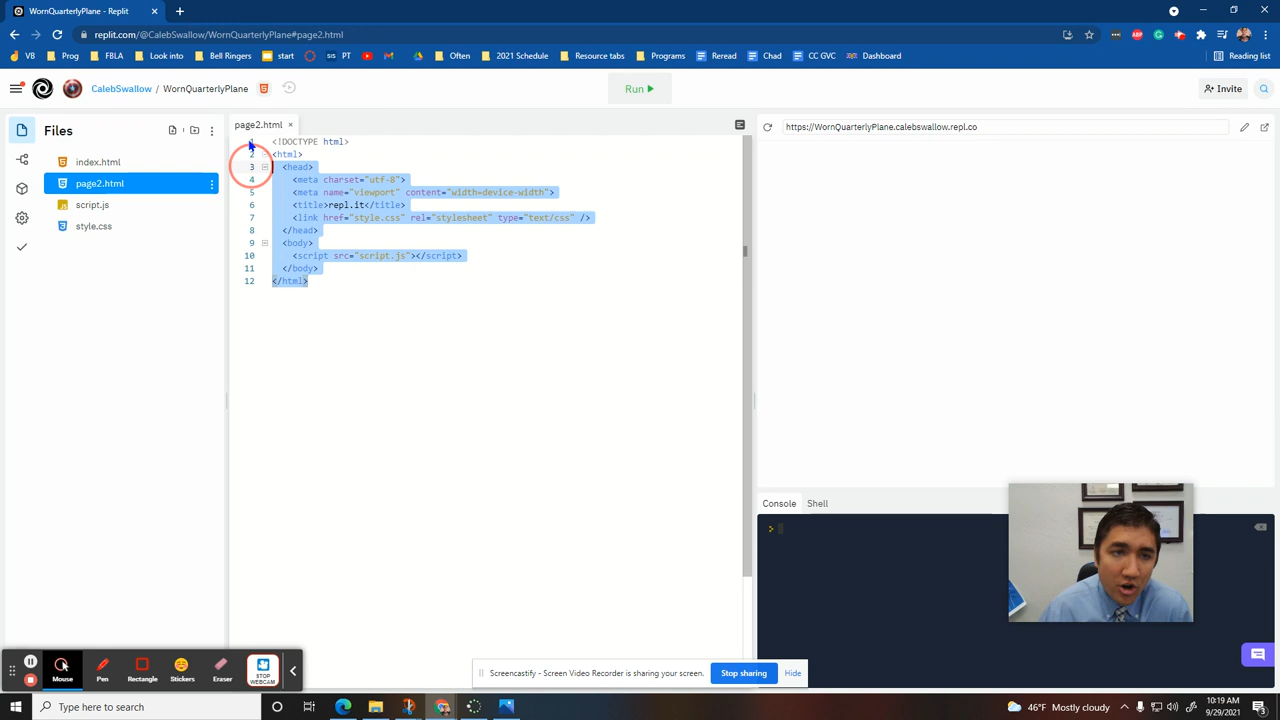 WornQuarterlyPlane - Replit
replit.com/@CalebSwallow/WornQuarterlyPlane#page2.html
V8
Prog
FBLA
Look into
Bell Ringers
start
SIS PT
Often
2021 Schedule
Resource tabs
Programs
Reread
Chad
CC GVC
Dashboard
Reading list
CalebSwallow / WornQuarterlyPlane
Run
Invite
Files
index.html
page2.html
script.js
style.css
page2.html
1 <!DOCTYPE html>
2 <html>
3 <head>
4 <meta charset="utf-8">
5 <meta name="viewport" content="width=device-width">
6 <title>repl.it</title>
7 <link href="style.css" rel="stylesheet" type="text/css" />
8 </head>
9 <body>
10 <script src="script.js"></script>
11 </body>
12 </html>
https://WornQuarterlyPlane.calebswallow.repl.co
Console
Shell
Mouse
Pen
Rectangle
Stickers
Eraser
STOP WEBCAM
Screencastify - Screen Video Recorder is sharing your screen.
Stop sharing
Hide
Type here to search
46°F Mostly cloudy
10:19 AM
9/29/2021
3